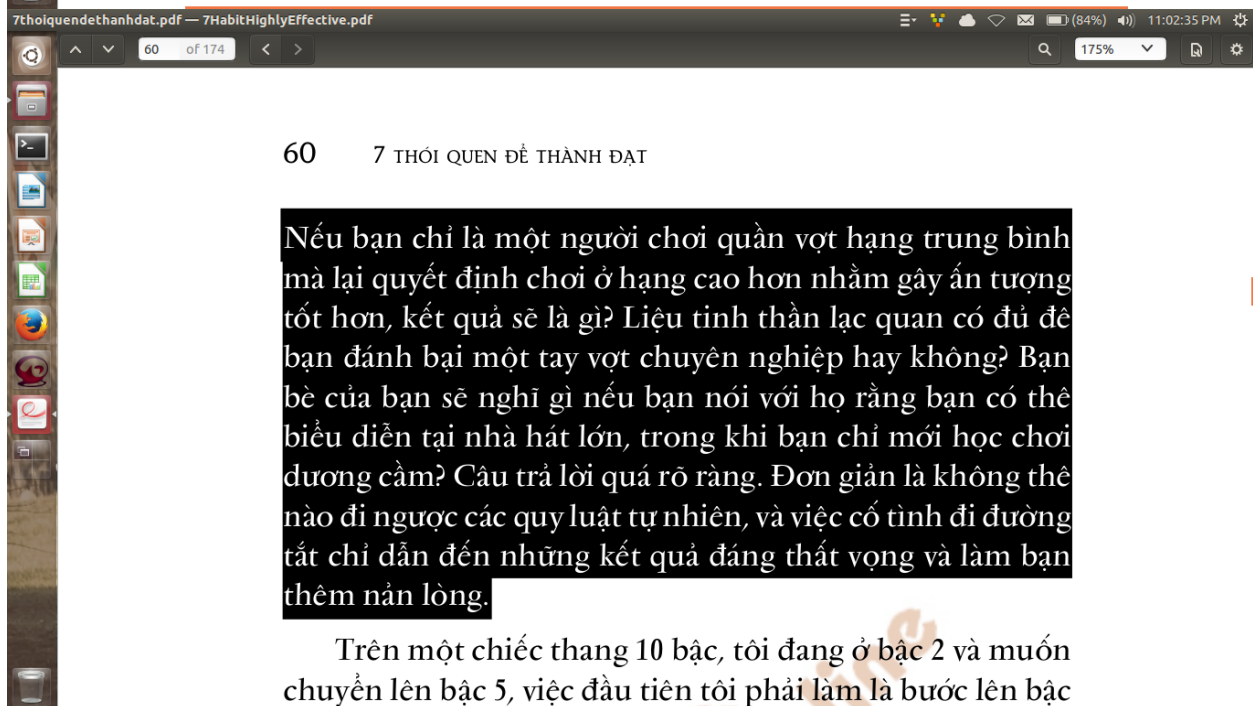 7thoiquendethanhdat.pdf — 7HabitHighlyEffective.pdf
(84%) 11:02:35 PM
60 of 174
175%
60 7 THÓI QUEN ĐỂ THÀNH ĐẠT
Nếu bạn chỉ là một người chơi quần vợt hạng trung bình
mà lại quyết định chơi ở hạng cao hơn nhằm gây ấn tượng
tốt hơn, kết quả sẽ là gì? Liệu tinh thần lạc quan có đủ để
bạn đánh bại một tay vợt chuyên nghiệp hay không? Bạn
bè của bạn sẽ nghĩ gì nếu bạn nói với họ rằng bạn có thể
biểu diễn tại nhà hát lớn, trong khi bạn chỉ mới học chơi
dương cầm? Câu trả lời quá rõ ràng. Đơn giản là không thể
nào đi ngược các quy luật tự nhiên, và việc cố tình đi đường
tắt chỉ dẫn đến những kết quả đáng thất vọng và làm bạn
thêm nản lòng.
Trên một chiếc thang 10 bậc, tôi đang ở bậc 2 và muốn
chuyển lên bậc 5, việc đầu tiên tôi phải làm là bước lên bậc